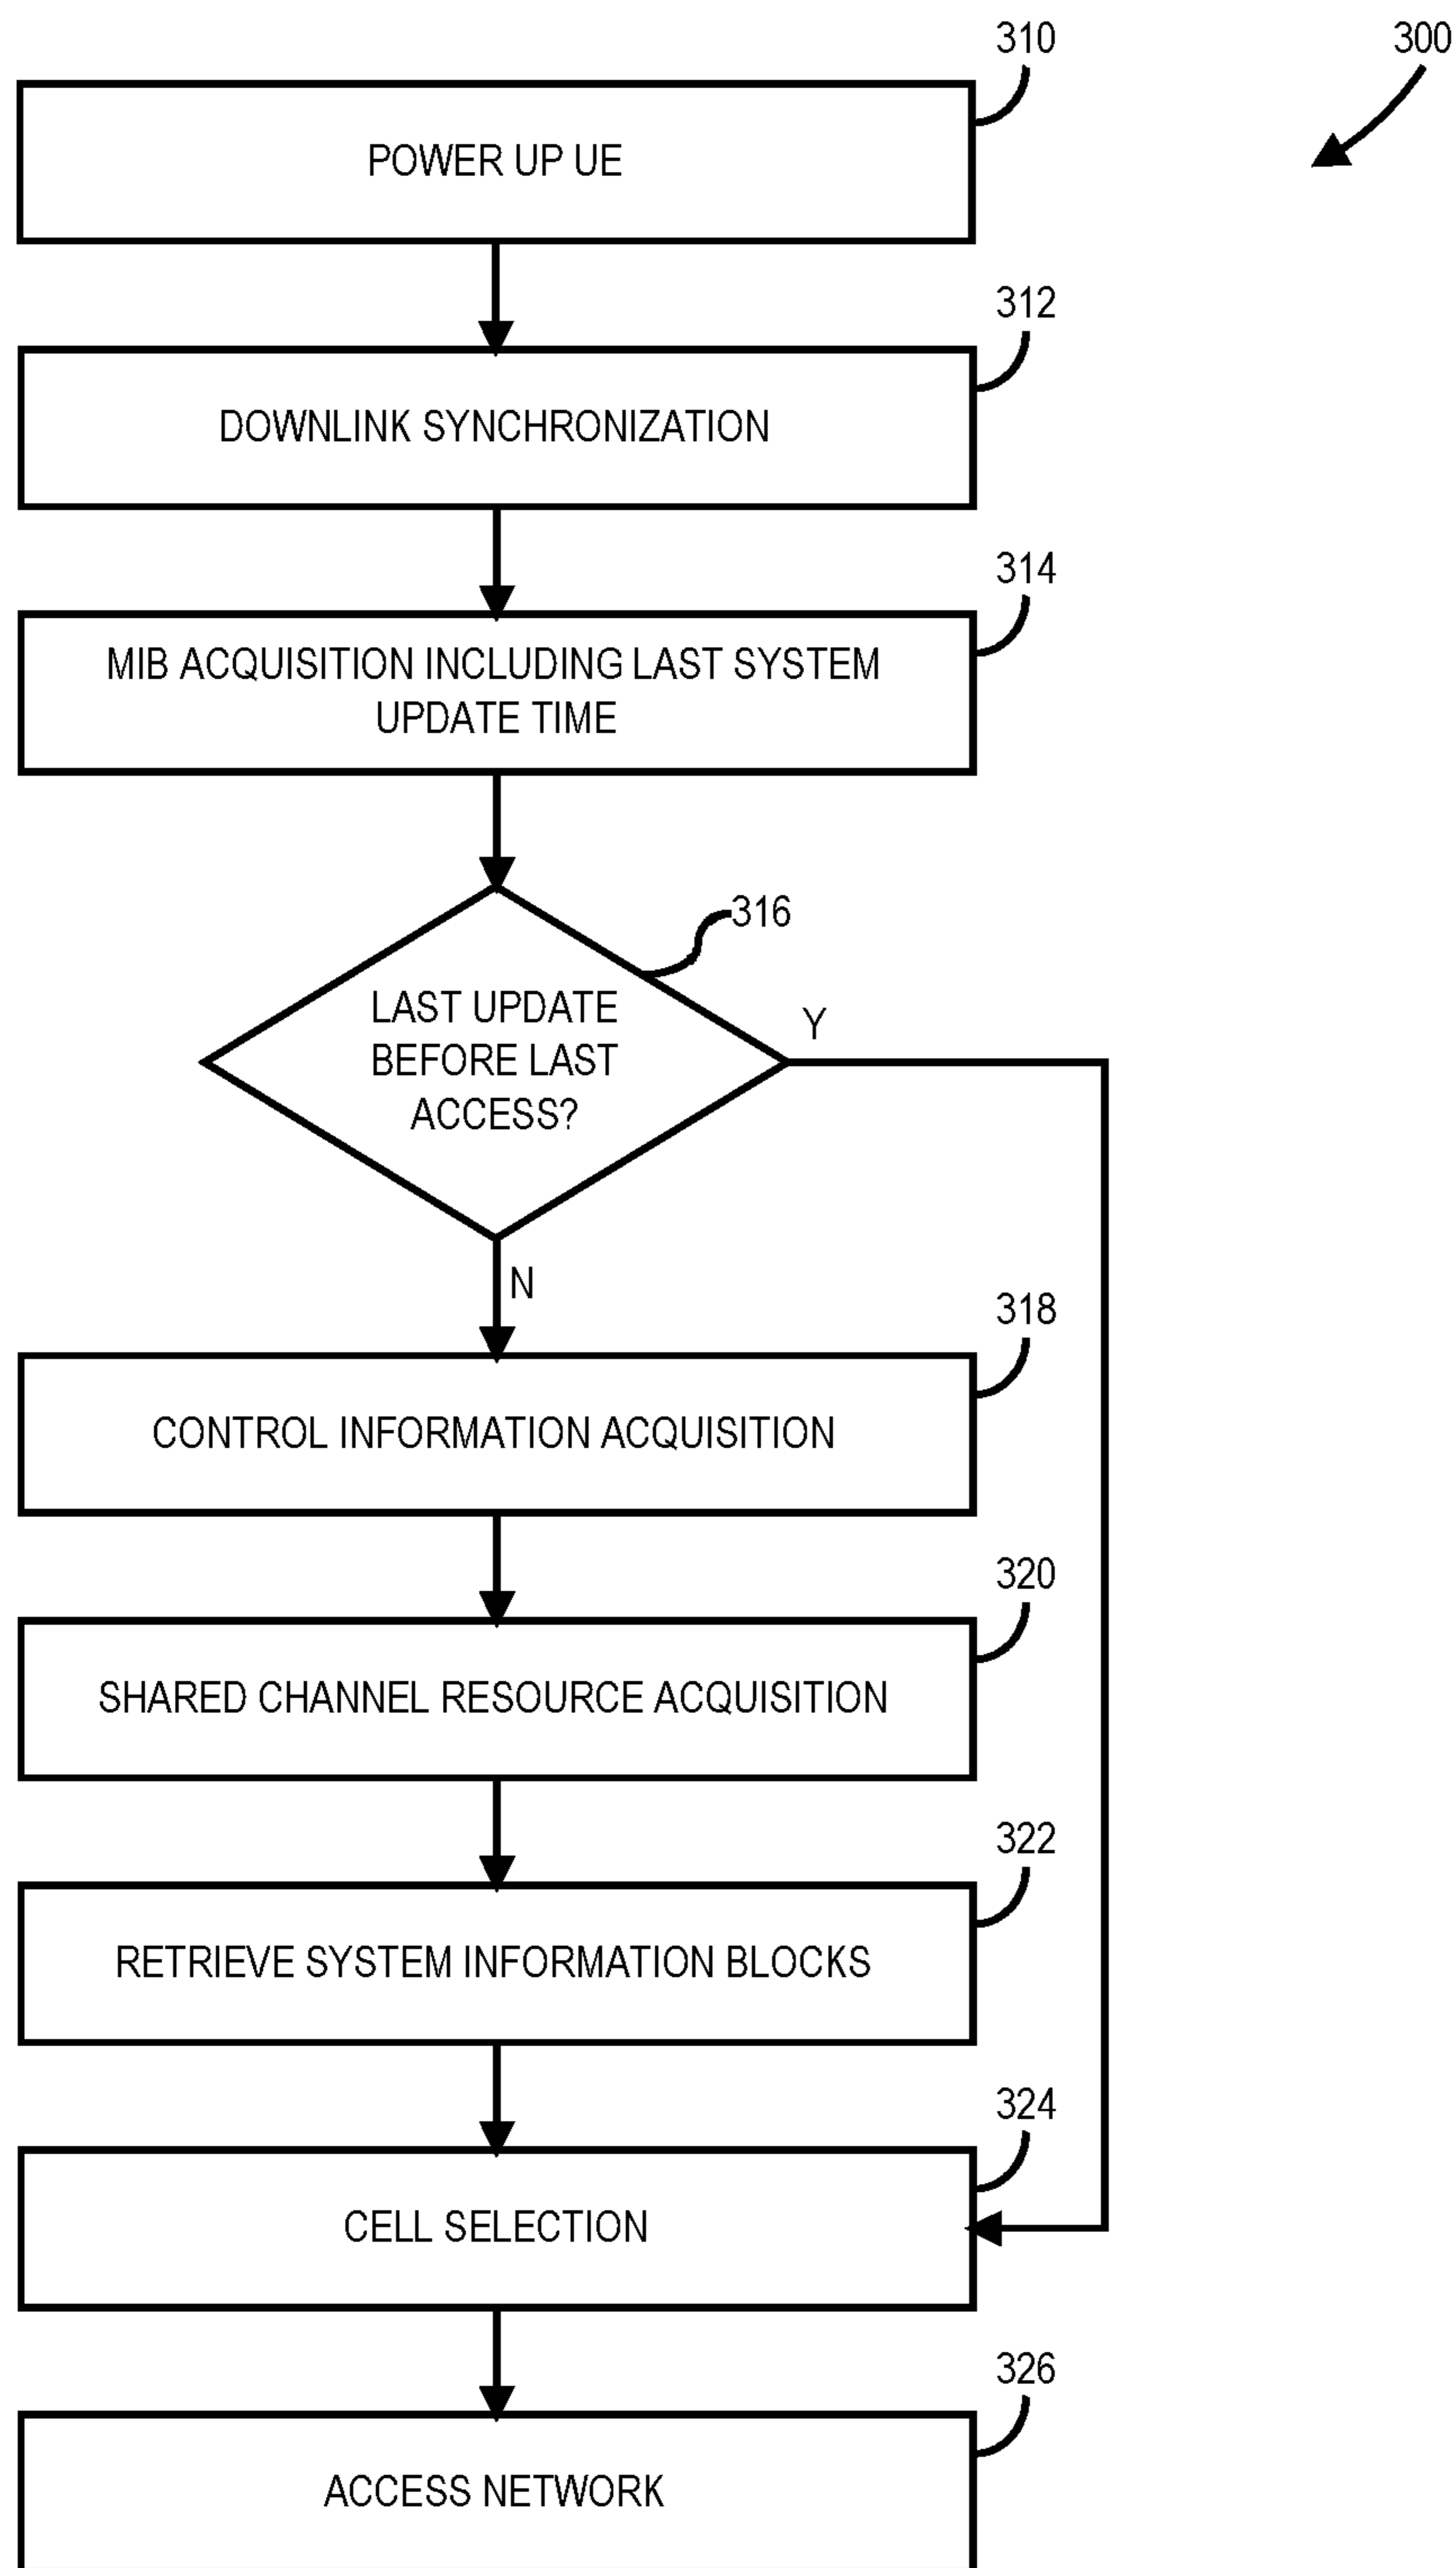 310
300
POWER UP UE
312
DOWNLINK SYNCHRONIZATION
314
MIB ACQUISITION INCLUDING LAST SYSTEM
UPDATE TIME
316
LAST UPDATE
BEFORE LAST
ACCESS?
Y
N
318
CONTROL INFORMATION ACQUISITION
320
SHARED CHANNEL RESOURCE ACQUISITION
322
RETRIEVE SYSTEM INFORMATION BLOCKS
324
CELL SELECTION
326
ACCESS NETWORK